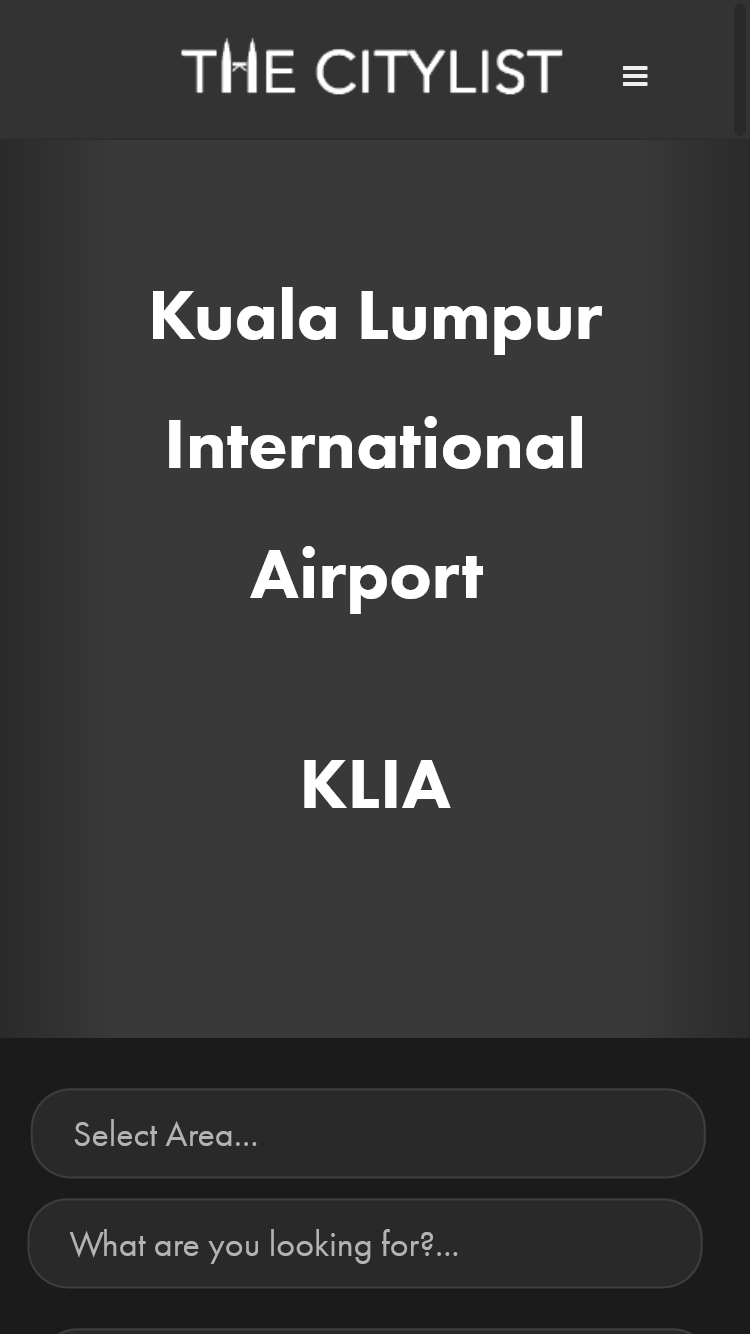 THE CITYLIST
Kuala Lumpur
International
Airport
KLIA
Select Area...
What are you looking for?...